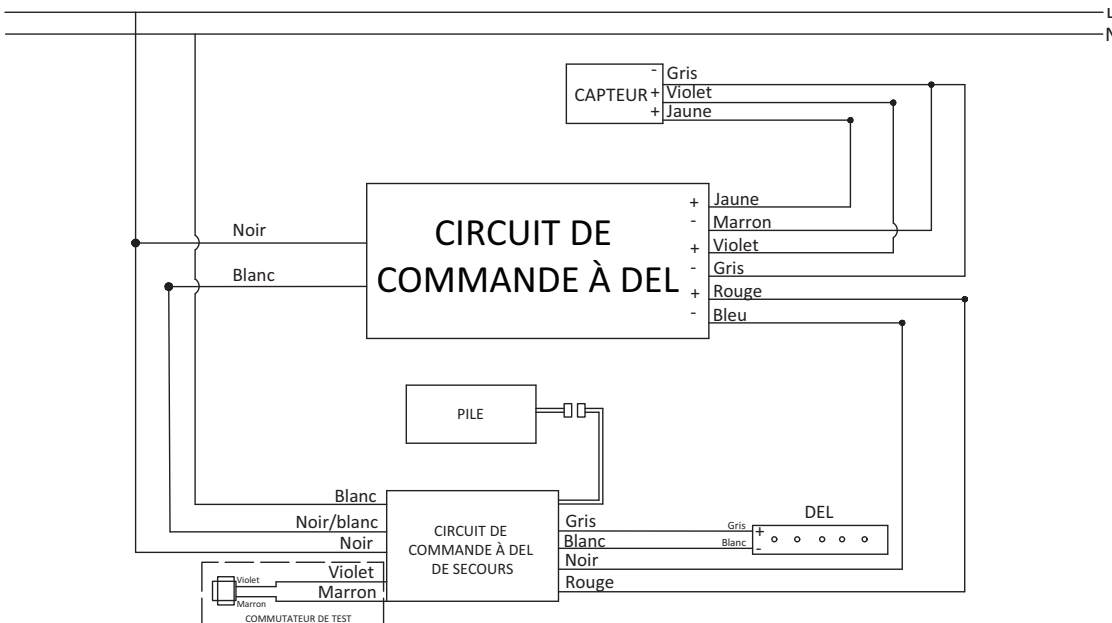 L
N
- Gris
CAPTEUR + Violet
+ Jaune
Noir
Blanc
CIRCUIT DE
COMMANDE À DEL
+ Jaune
- Marron
+ Violet
- Gris
+ Rouge
- Bleu
PILE
Blanc
Noir/blanc
Noir
Violet
Marron
CIRCUIT DE
COMMANDE À DEL
DE SECOURS
Gris
Blanc
Noir
Rouge
DEL
Gris +
Blanc -
Violet
Marron
COMMUTATEUR DE TEST